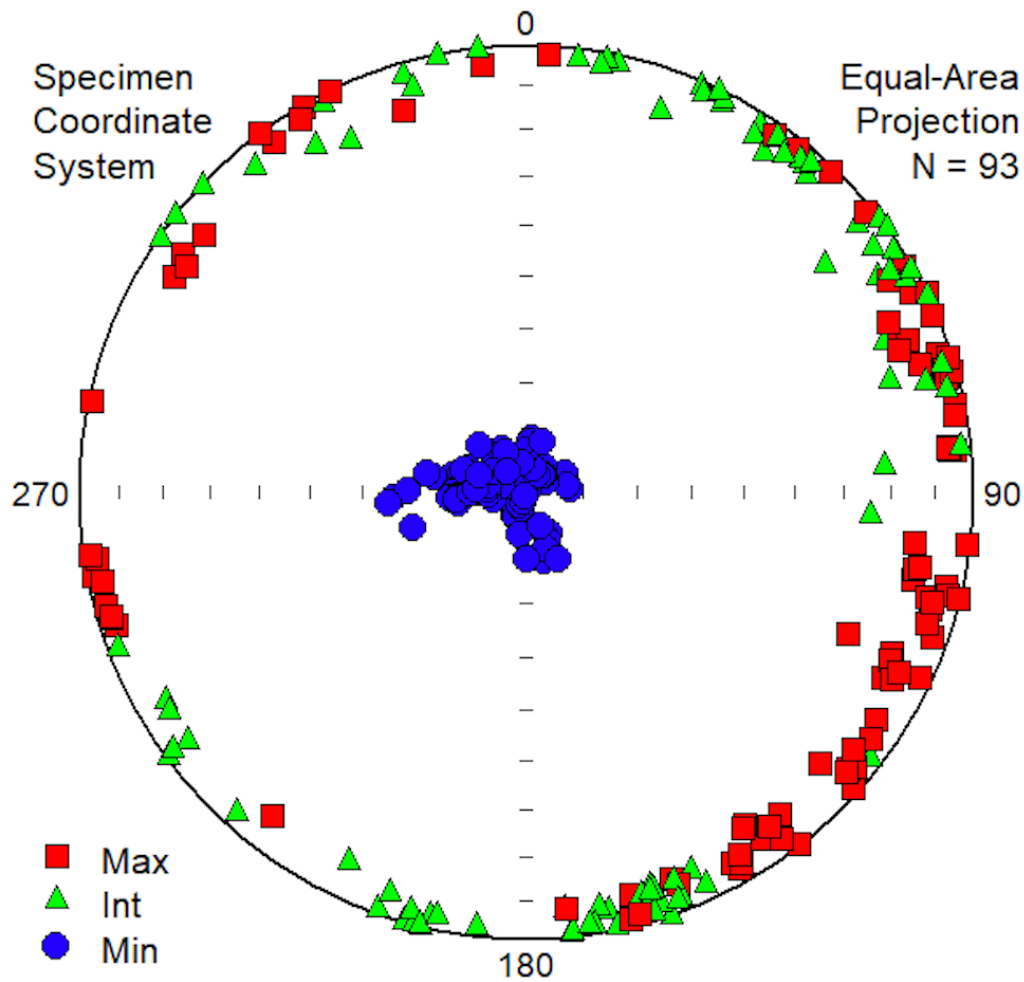 0
Specimen
Coordinate
System
Equal-Area
Projection
N = 93
270
90
Max
Int
Min
180